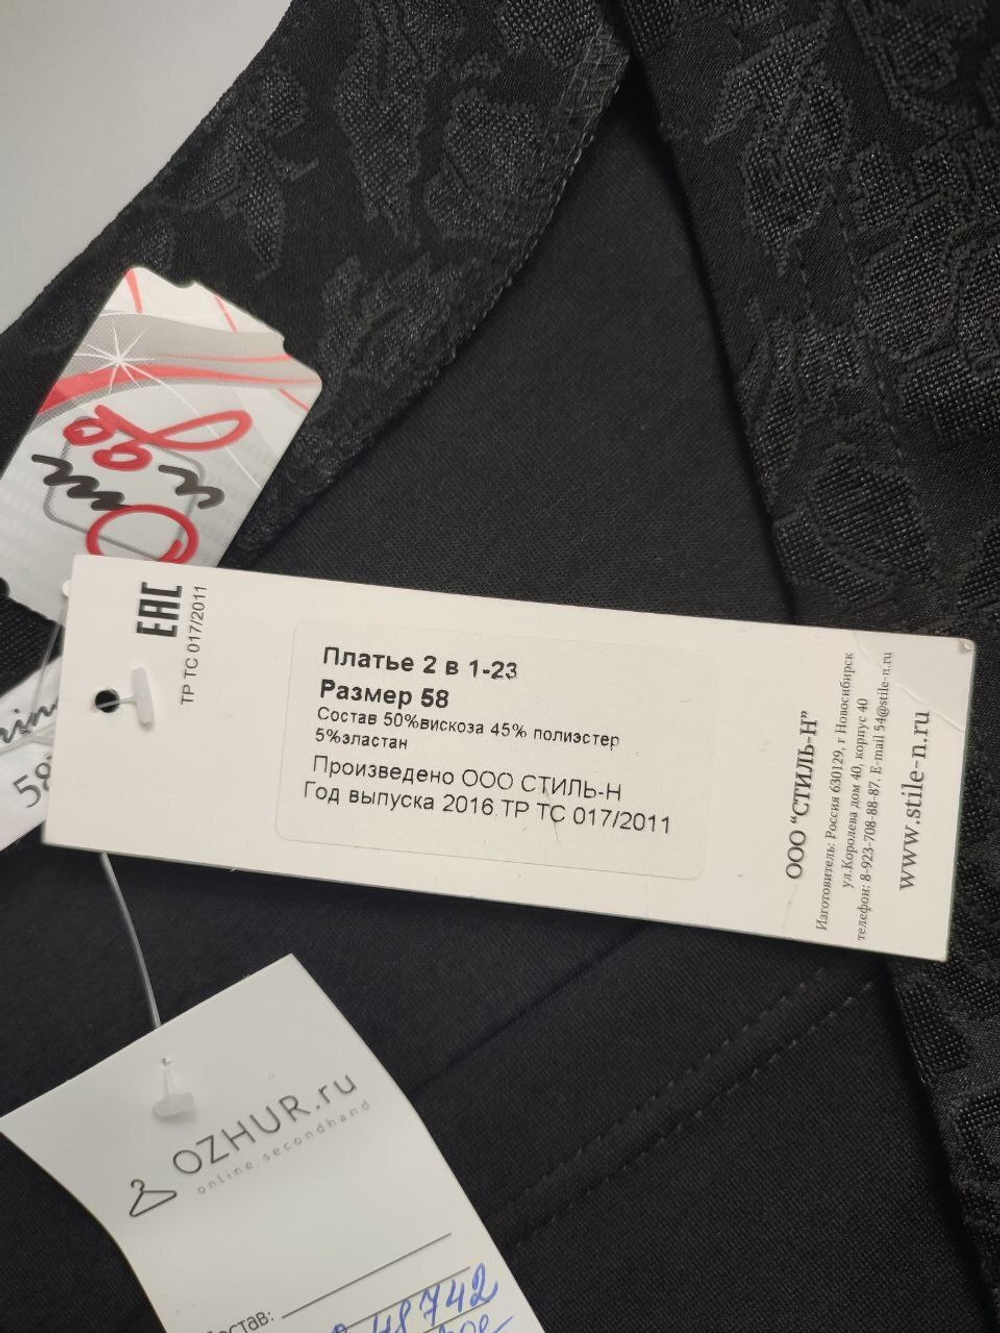 От и до
ЕАС
ТР ТС 017/2011
Платье 2 в 1-23
Размер 58
Состав 50%вискоза 45% полиэстер
5%эластан
Произведено ООО СТИЛЬ-Н
Год выпуска 2016 ТР ТС 017/2011
ООО "СТИЛЬ-Н"
Изготовитель: Россия 630129, г Новосибирск
ул.Королева дом 40, корпус 40
телефон: 8-923-708-88-87. E-mail 54@stile-n.ru
www.stile-n.ru
58
OZHUR.ru
online.secondhand